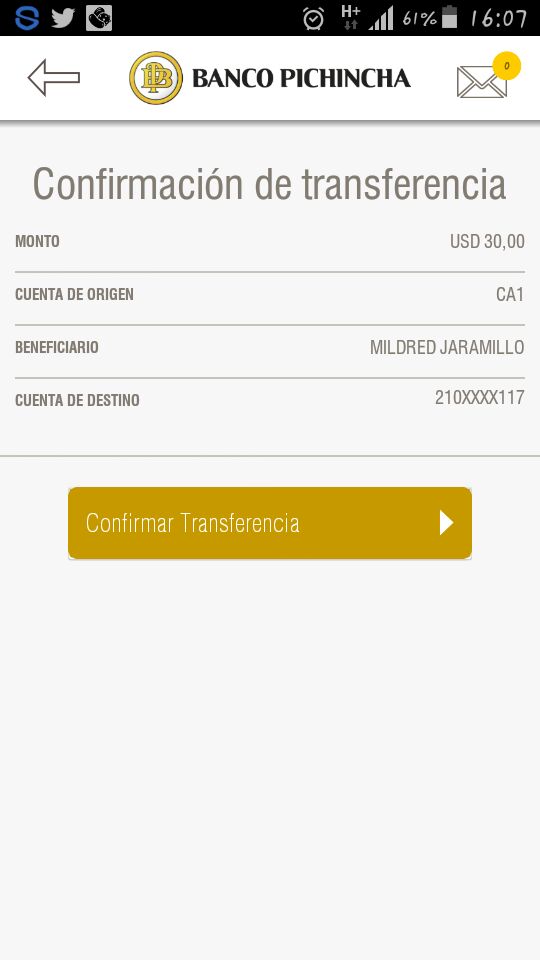 H+ 61% 16:07
BANCO PICHINCHA 0
Confirmación de transferencia
MONTO USD 30,00
CUENTA DE ORIGEN CA1
BENEFICIARIO MILDRED JARAMILLO
CUENTA DE DESTINO 210XXXX117
Confirmar Transferencia